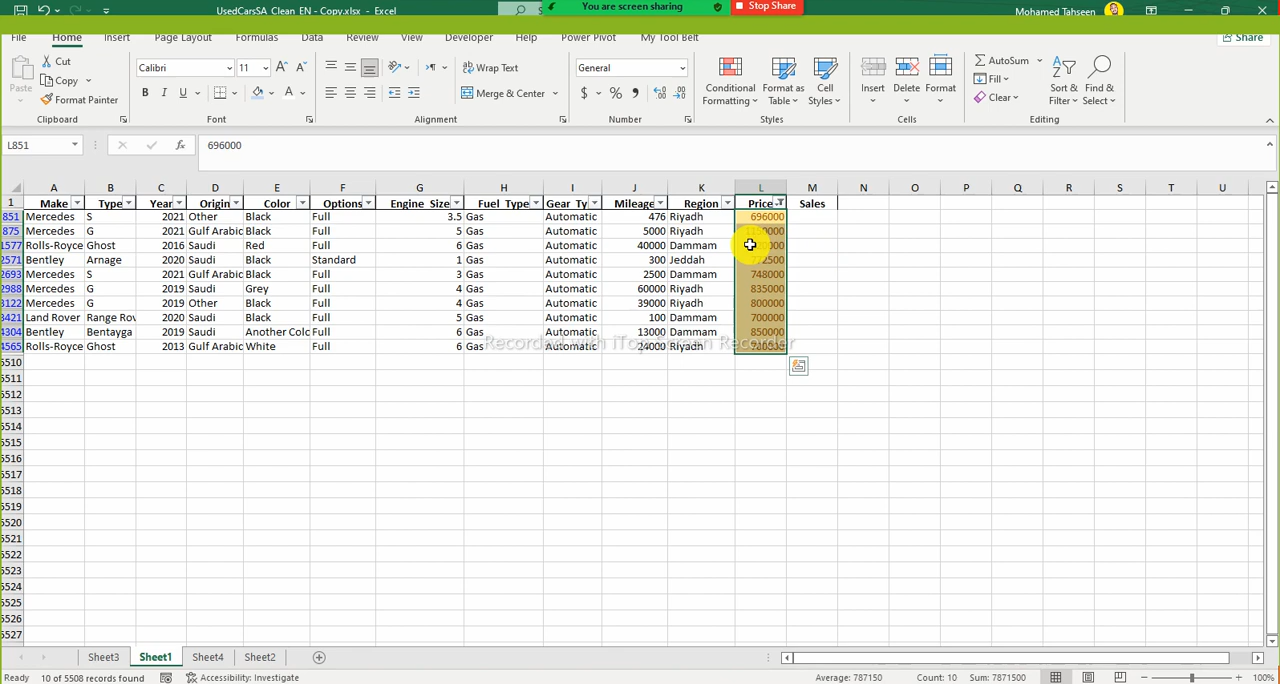 UsedCarsSA_Clean_EN - Copy.xlsx - Excel
You are screen sharing
Stop Share
Mohamed Tahseen
File Home Insert Page Layout Formulas Data Review View Developer Help Power Pivot My Tool Belt Share
Paste
Cut
Copy
Format Painter
Clipboard
Calibri 11
B I U
Font
Wrap Text
Merge & Center
Alignment
General
$ %
Number
Conditional Formatting
Format as Table
Cell Styles
Styles
Insert Delete Format
Cells
AutoSum
Fill
Clear
Sort & Filter
Find & Select
Editing
L851 fx 696000
A B C D E F G H I J K L M N O P Q R S T U
1 Make Type Year Origin Color Options Engine_Size Fuel_Type Gear_Ty Mileage Region Price Sales
851 Mercedes S 2021 Other Black Full 3.5 Gas Automatic 476 Riyadh 696000
875 Mercedes G 2021 Gulf Arabic Black Full 5 Gas Automatic 5000 Riyadh
1577 Rolls-Royce Ghost 2016 Saudi Red Full 6 Gas Automatic 40000 Dammam
2571 Bentley Arnage 2020 Saudi Black Standard 1 Gas Automatic 300 Jeddah
2693 Mercedes S 2021 Gulf Arabic Black Full 3 Gas Automatic 2500 Dammam 748000
2988 Mercedes G 2019 Saudi Grey Full 4 Gas Automatic 60000 Riyadh 835000
3122 Mercedes G 2019 Other Black Full 4 Gas Automatic 39000 Riyadh 800000
3421 Land Rover Range Rov 2020 Saudi Black Full 5 Gas Automatic 100 Dammam 700000
4304 Bentley Bentayga 2019 Saudi Another Colo Full 6 Gas Automatic 13000 Dammam 850000
4565 Rolls-Royce Ghost 2013 Gulf Arabic White Full 6 Gas Automatic 24000 Riyadh
Recorded with iTop Screen Recorder
5510
5511
5512
5513
5514
5515
5516
5517
5518
5519
5520
5521
5522
5523
5524
5525
5526
5527
Sheet3 Sheet1 Sheet4 Sheet2
Ready 10 of 5508 records found Accessibility: Investigate Average: 787150 Count: 10 Sum: 7871500 100%